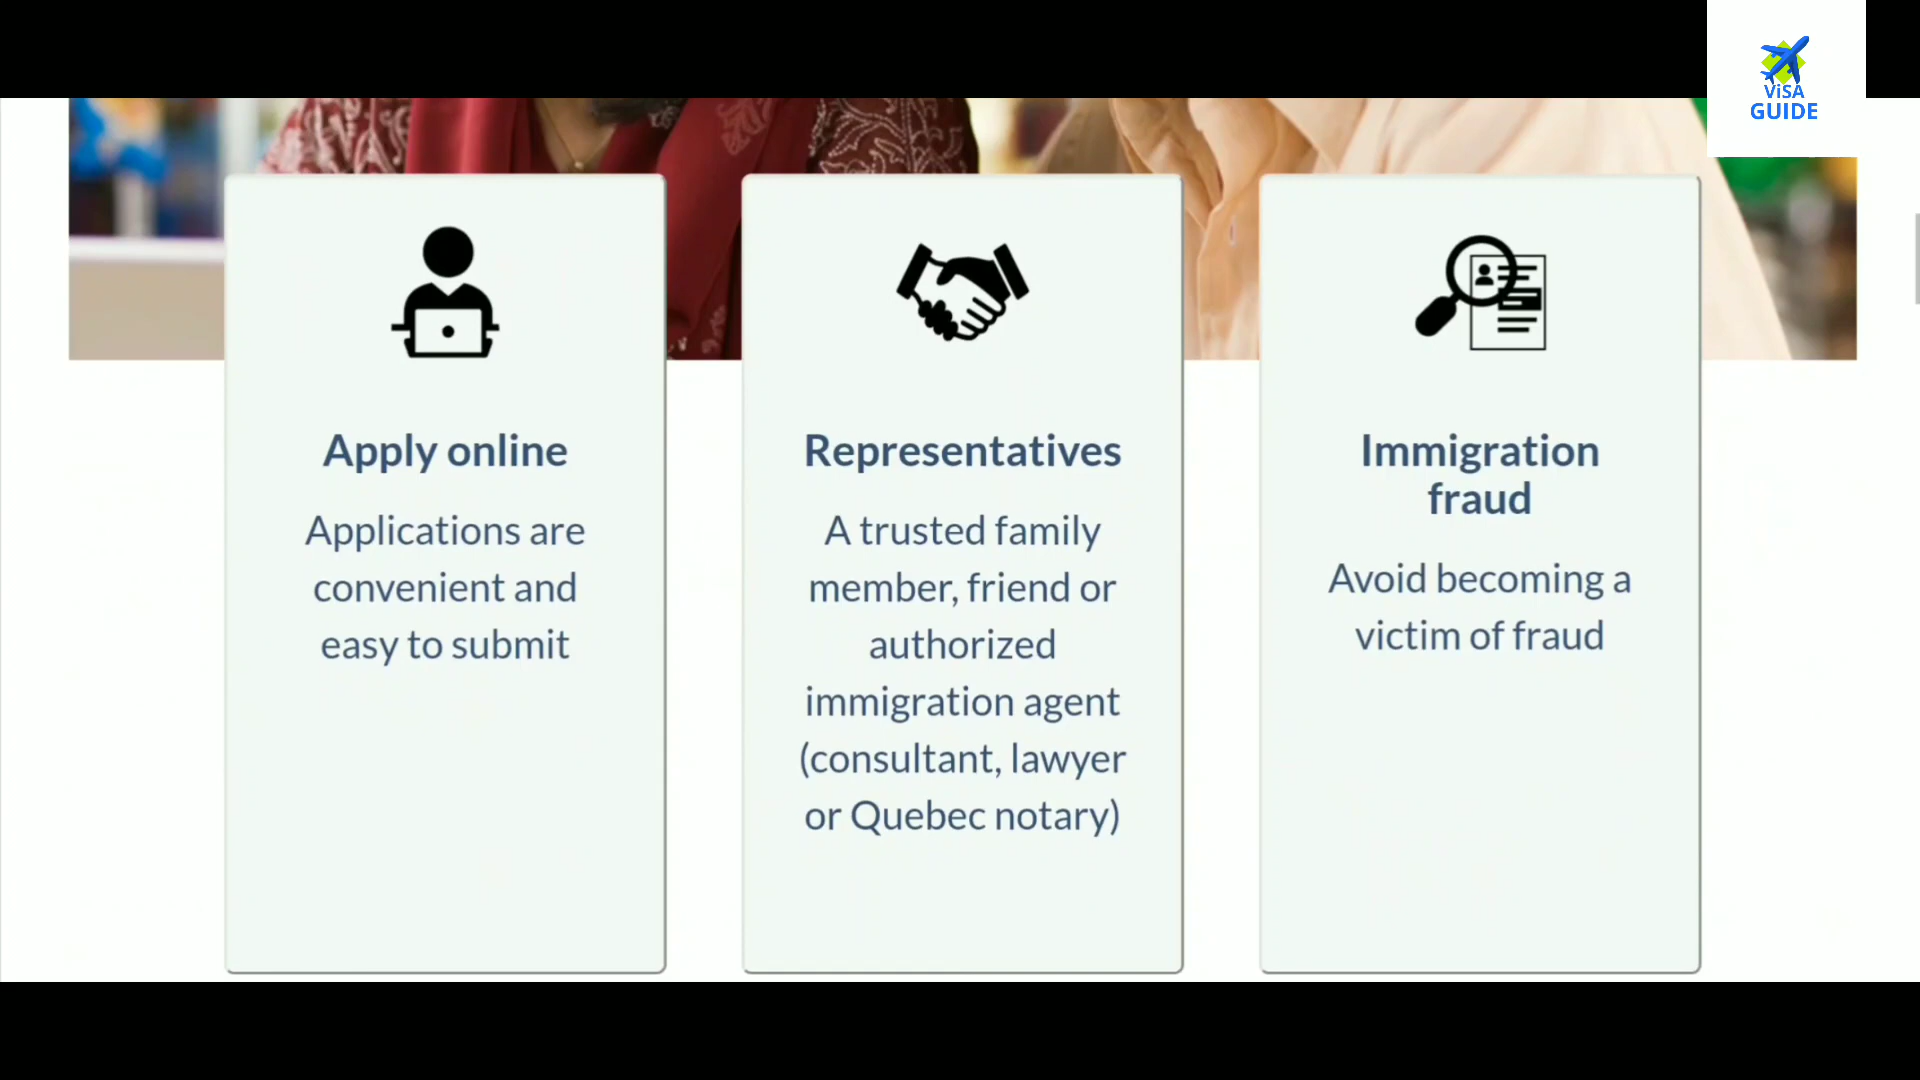 ViSA
GUIDE
Apply online
Applications are
convenient and
easy to submit
Representatives
A trusted family
member, friend or
authorized
immigration agent
(consultant, lawyer
or Quebec notary)
Immigration
fraud
Avoid becoming a
victim of fraud